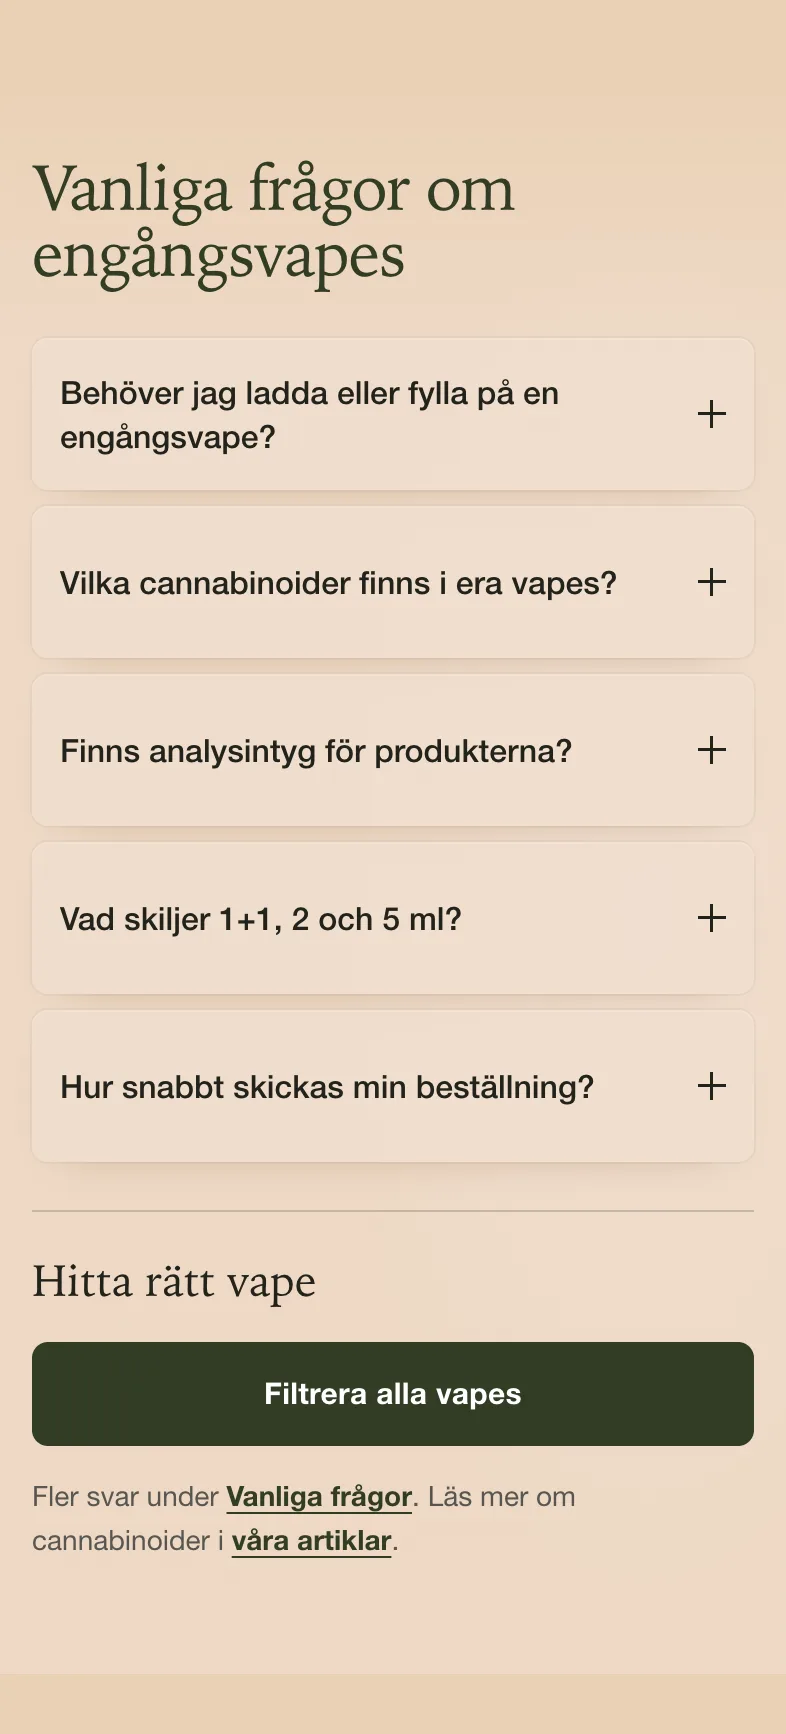 Vanliga frågor om
engångsvapes
Behöver jag ladda eller fylla på en
engångsvape?
Vilka cannabinoider finns i era vapes?
Finns analysintyg för produkterna?
Vad skiljer 1+1, 2 och 5 ml?
Hur snabbt skickas min beställning?
Hitta rätt vape
Filtrera alla vapes
Fler svar under Vanliga frågor. Läs mer om
cannabinoider i våra artiklar.